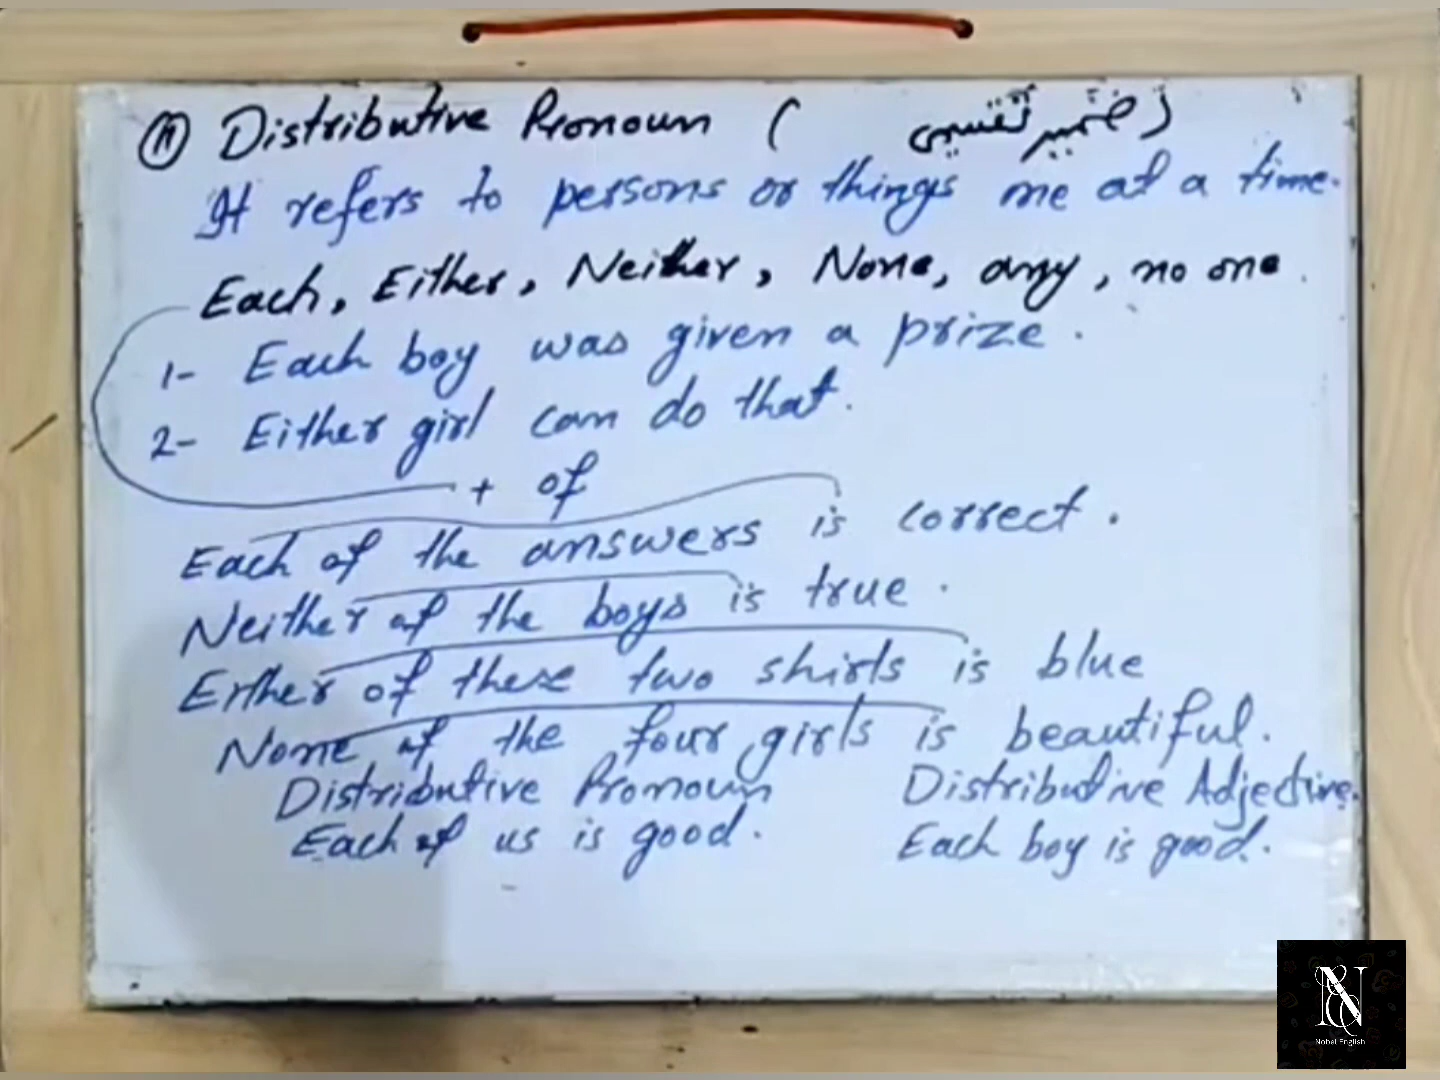 ⑪ Distributive Pronoun ( ضمیر تقسیمی )
It refers to persons or things one at a time.
Each, Either, Neither, None, any, no one.
1- Each boy was given a prize.
2- Either girl can do that.
+ of
Each of the answers is correct.
Neither of the boys is true.
Either of these two shirts is blue
None of the four girls is beautiful.
Distributive Pronoun Distributive Adjective.
Each of us is good. Each boy is good.
N
Nobel English